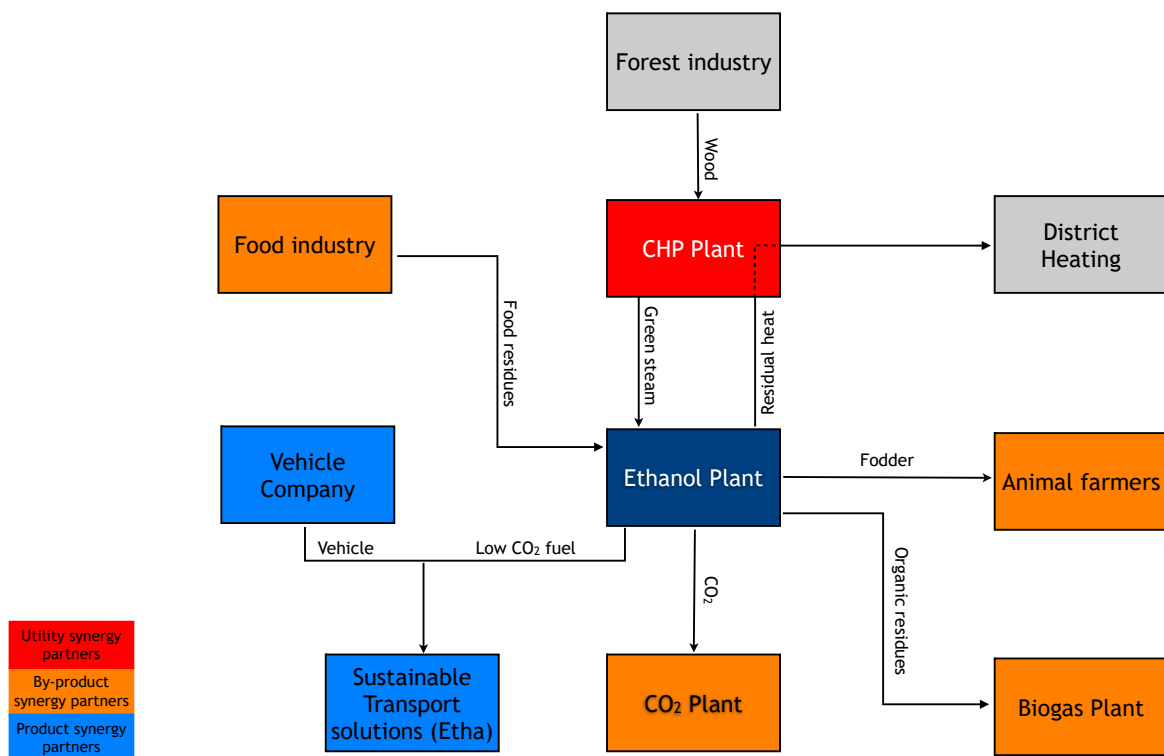 Forest industry
Wood
Food industry
CHP Plant
District
Heating
Food residues
Green steam
Residual heat
Vehicle
Company
Ethanol Plant
Fodder
Animal farmers
Vehicle
Low CO₂ fuel
CO₂
Organic residues
Utility synergy
partners
By-product
synergy partners
Product synergy
partners
Sustainable
Transport
solutions (Etha)
CO₂ Plant
Biogas Plant